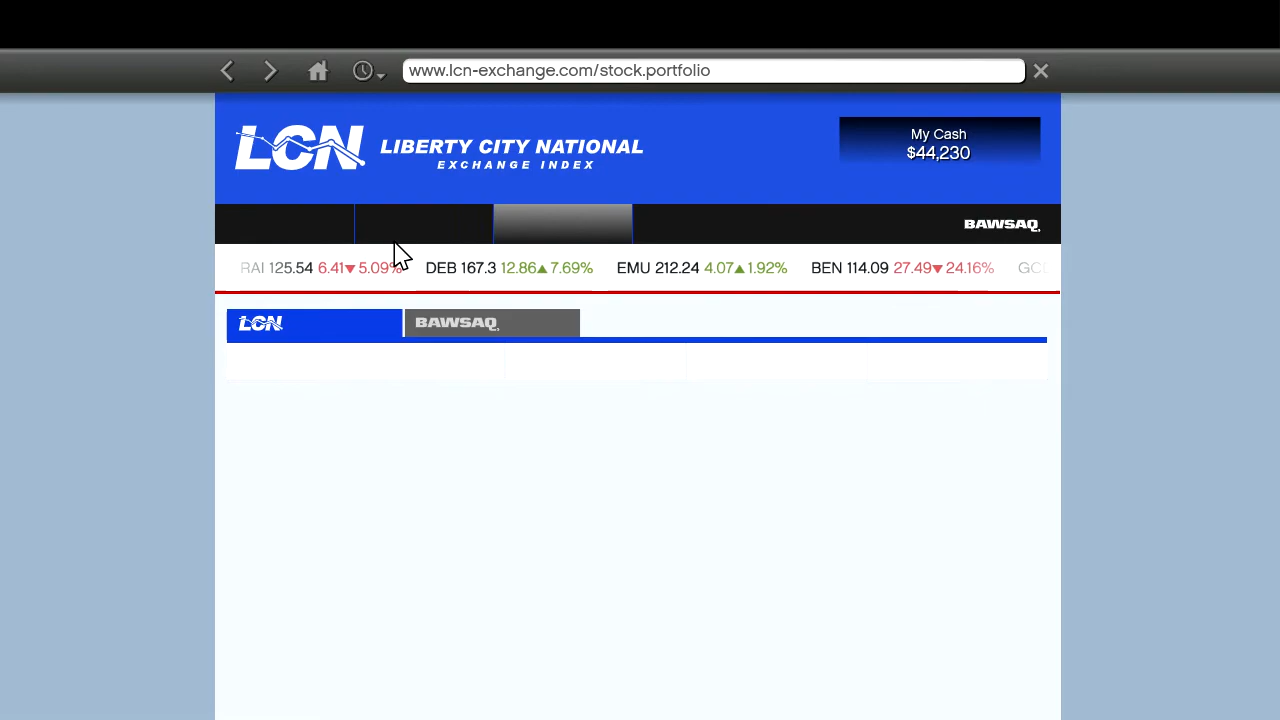 www.lcn-exchange.com/stock.portfolio
LCN LIBERTY CITY NATIONAL
EXCHANGE INDEX
My Cash
$44,230
BAWSAQ
RAI 125.54 6.41▼ 5.09% DEB 167.3 12.86▲ 7.69% EMU 212.24 4.07▲ 1.92% BEN 114.09 27.49▼ 24.16%
LCN BAWSAQ